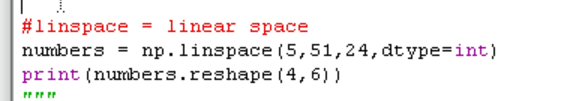 #linspace = linear space
numbers = np.linspace(5,51,24,dtype=int)
print(numbers.reshape(4,6))
"""